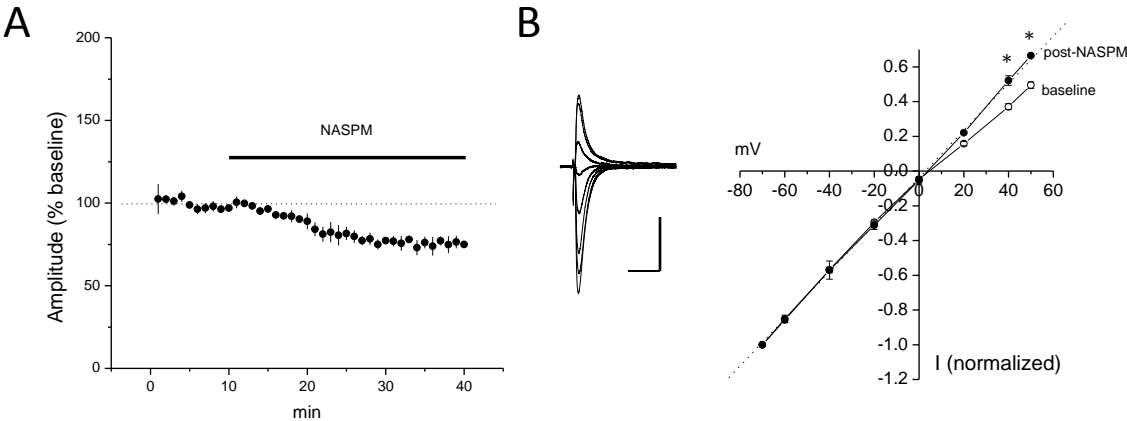 A
200
150
100
50
0
Amplitude (% baseline)
NASPM
0 10 20 30 40
min
B
* *
post-NASPM
baseline
mV
0.6
0.4
0.2
0.0
-0.2
-0.4
-0.6
-0.8
-1.0
-1.2
-80 -60 -40 -20 0 20 40 60
I (normalized)